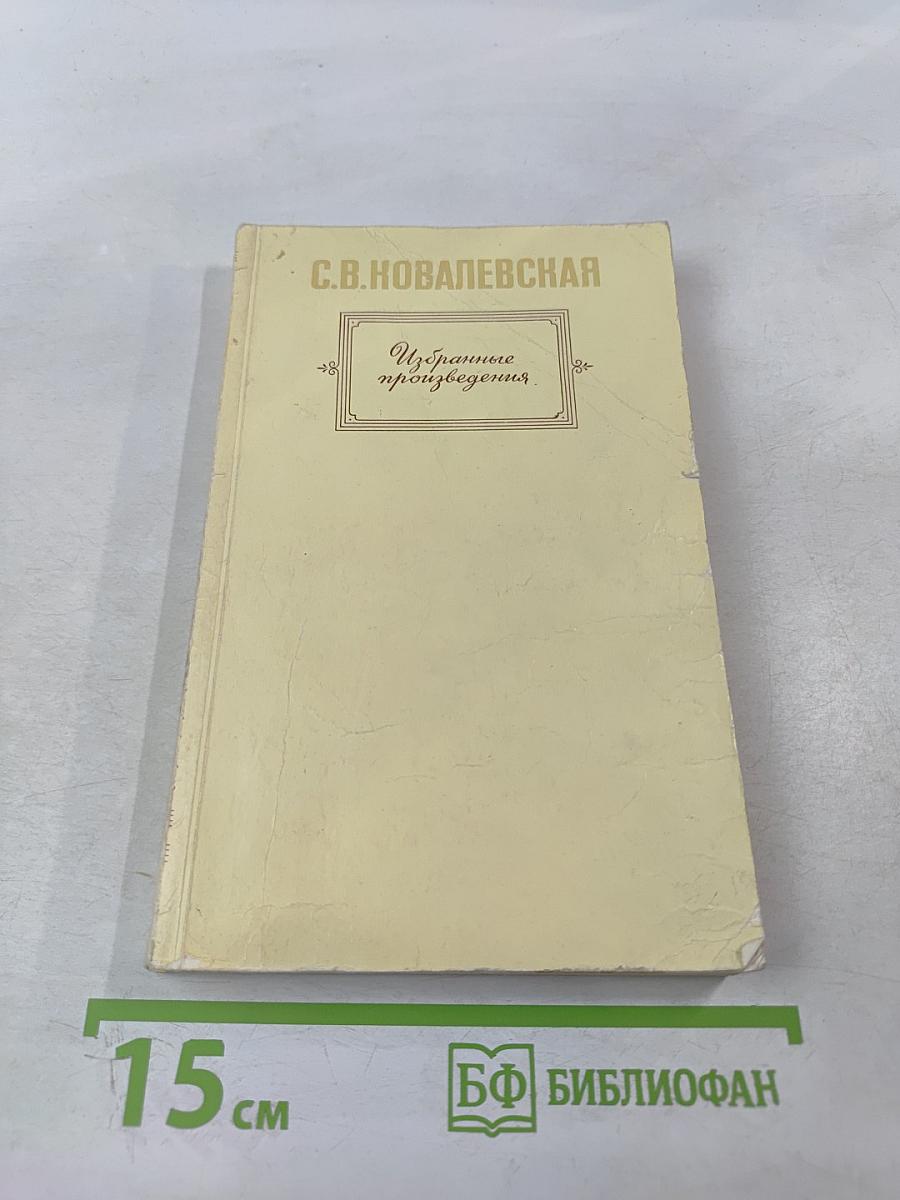 С.В.КОВАЛЕВСКАЯ
Избранные
произведения
15 см
БФ БИБЛИОФАН